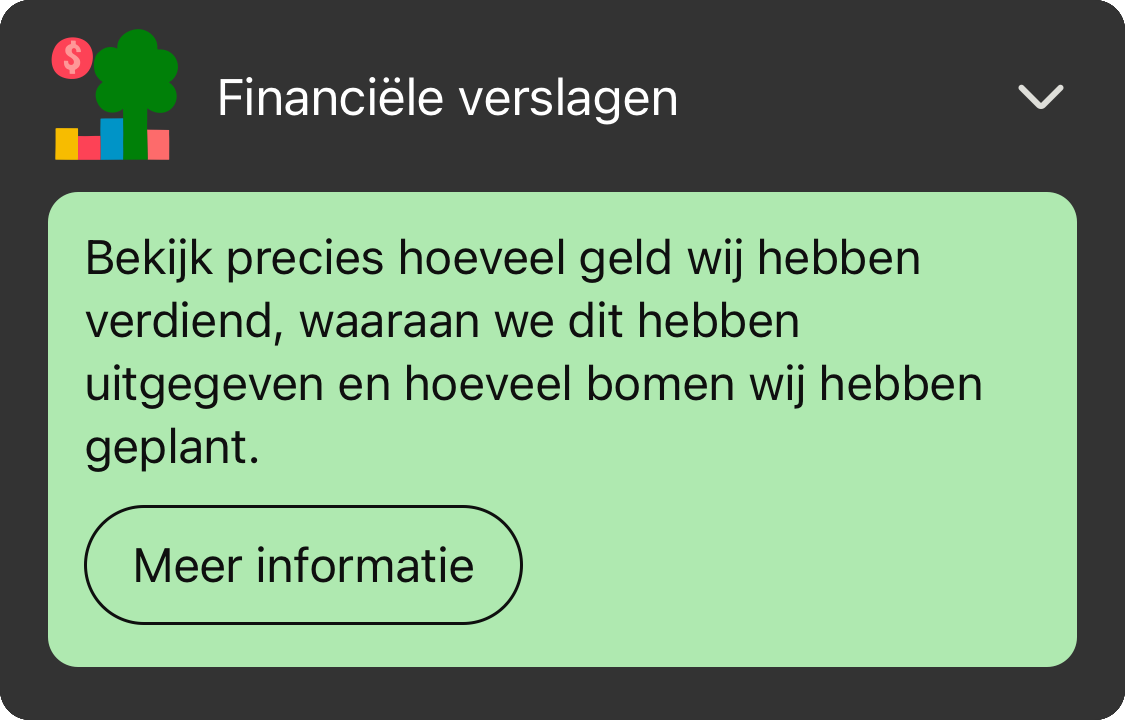 $
Financiële verslagen
Bekijk precies hoeveel geld wij hebben
verdiend, waaraan we dit hebben
uitgegeven en hoeveel bomen wij hebben
geplant.
Meer informatie